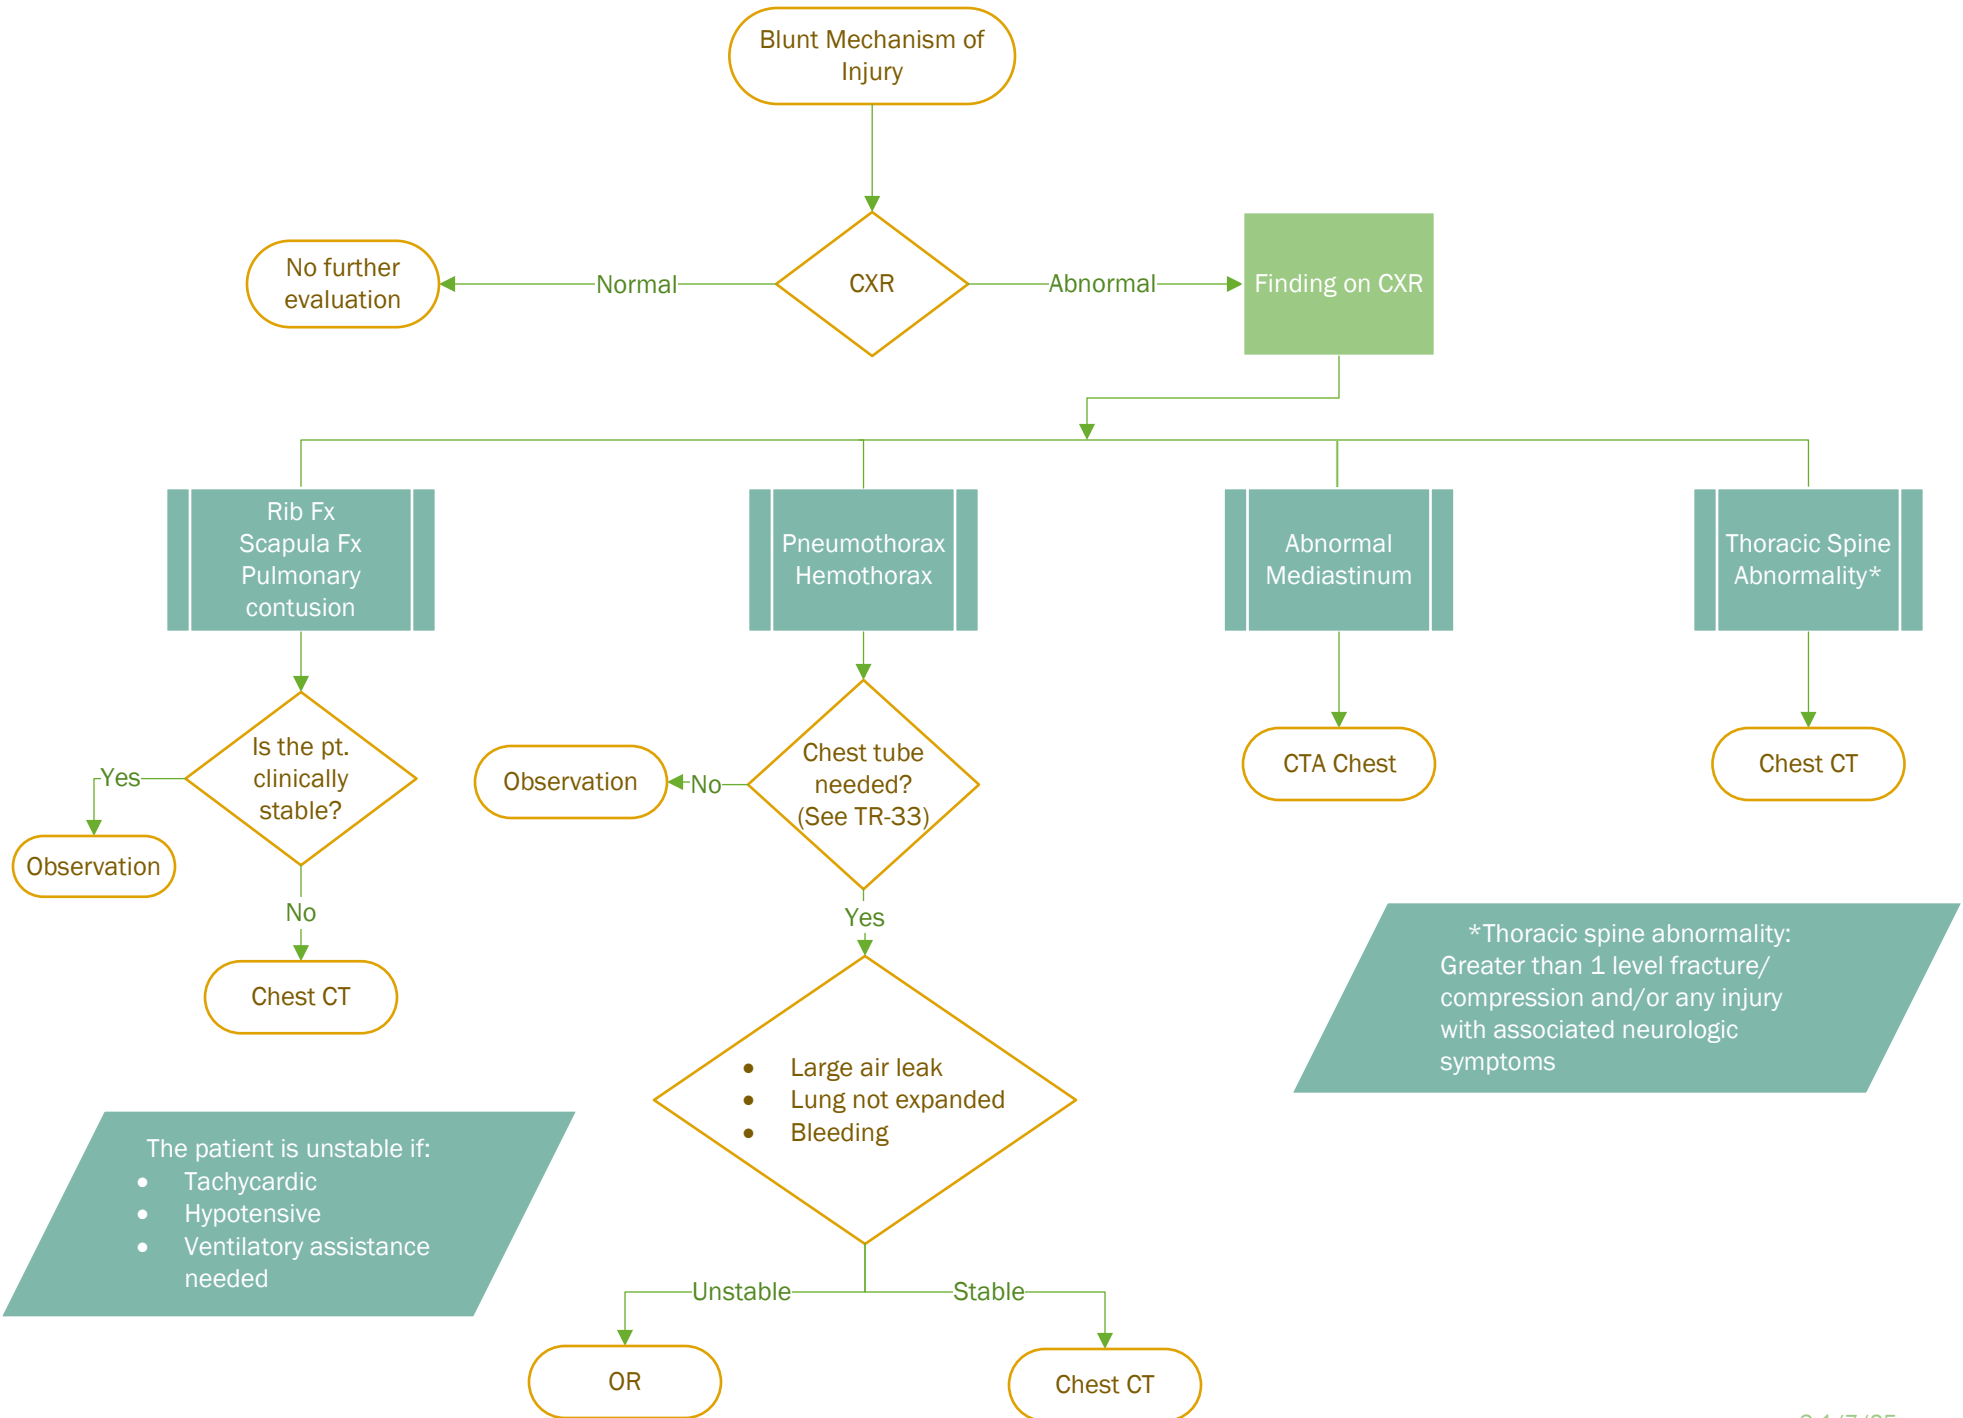 Blunt Mechanism of
Injury
No further
evaluation
Normal
CXR
Abnormal
Finding on CXR
Rib Fx
Scapula Fx
Pulmonary
contusion
Pneumothorax
Hemothorax
Abnormal
Mediastinum
Thoracic Spine
Abnormality*
Is the pt.
clinically
stable?
Yes
Observation
No
Chest CT
Observation
No
Chest tube
needed?
(See TR-33)
Yes
CTA Chest
Chest CT
*Thoracic spine abnormality:
Greater than 1 level fracture/
compression and/or any injury
with associated neurologic
symptoms
• Large air leak
• Lung not expanded
• Bleeding
The patient is unstable if:
• Tachycardic
• Hypotensive
• Ventilatory assistance
needed
Unstable
Stable
OR
Chest CT